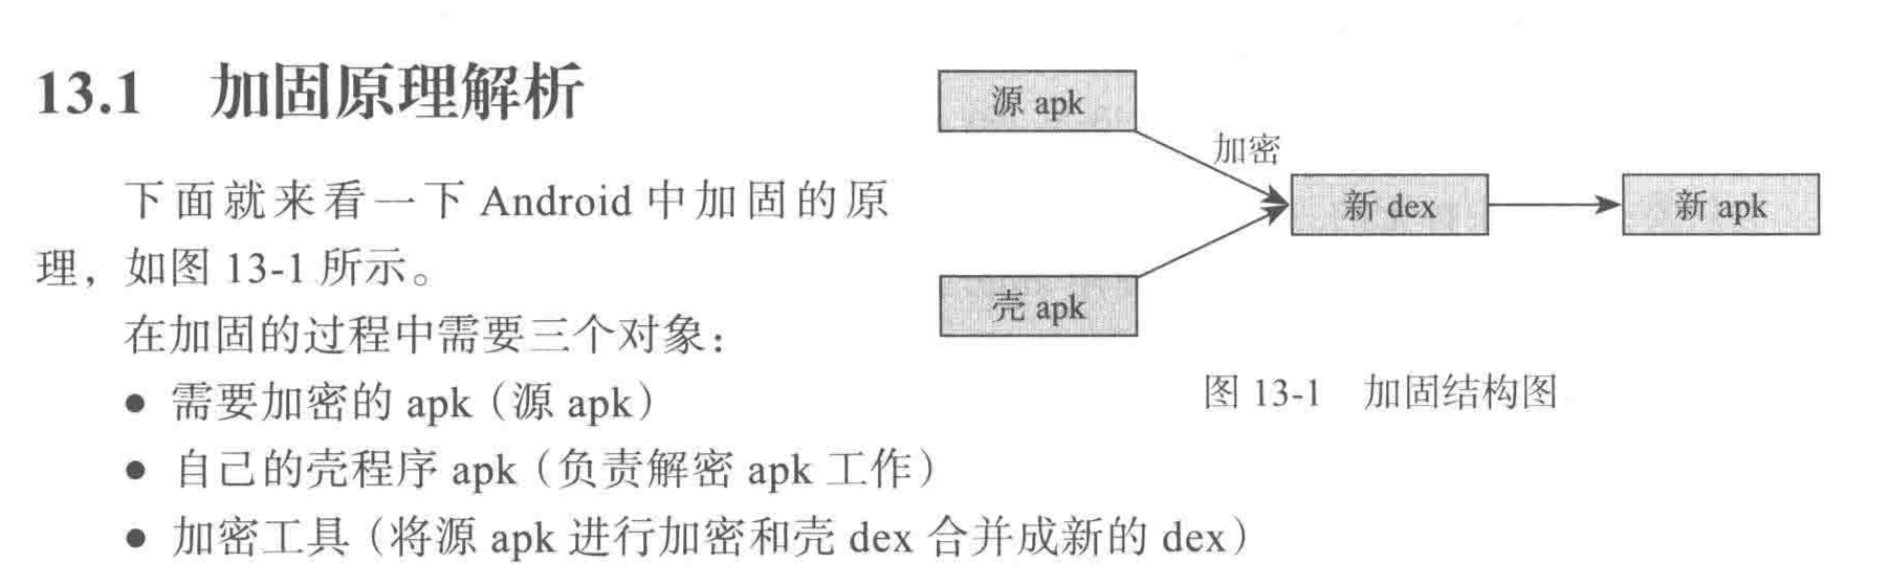 13.1 加固原理解析
下面就来看一下 Android 中加固的原
理，如图 13-1 所示。
在加固的过程中需要三个对象：
● 需要加密的 apk（源 apk）
● 自己的壳程序 apk（负责解密 apk 工作）
● 加密工具（将源 apk 进行加密和壳 dex 合并成新的 dex）
源 apk
加密
新 dex
新 apk
壳 apk
图 13-1 加固结构图